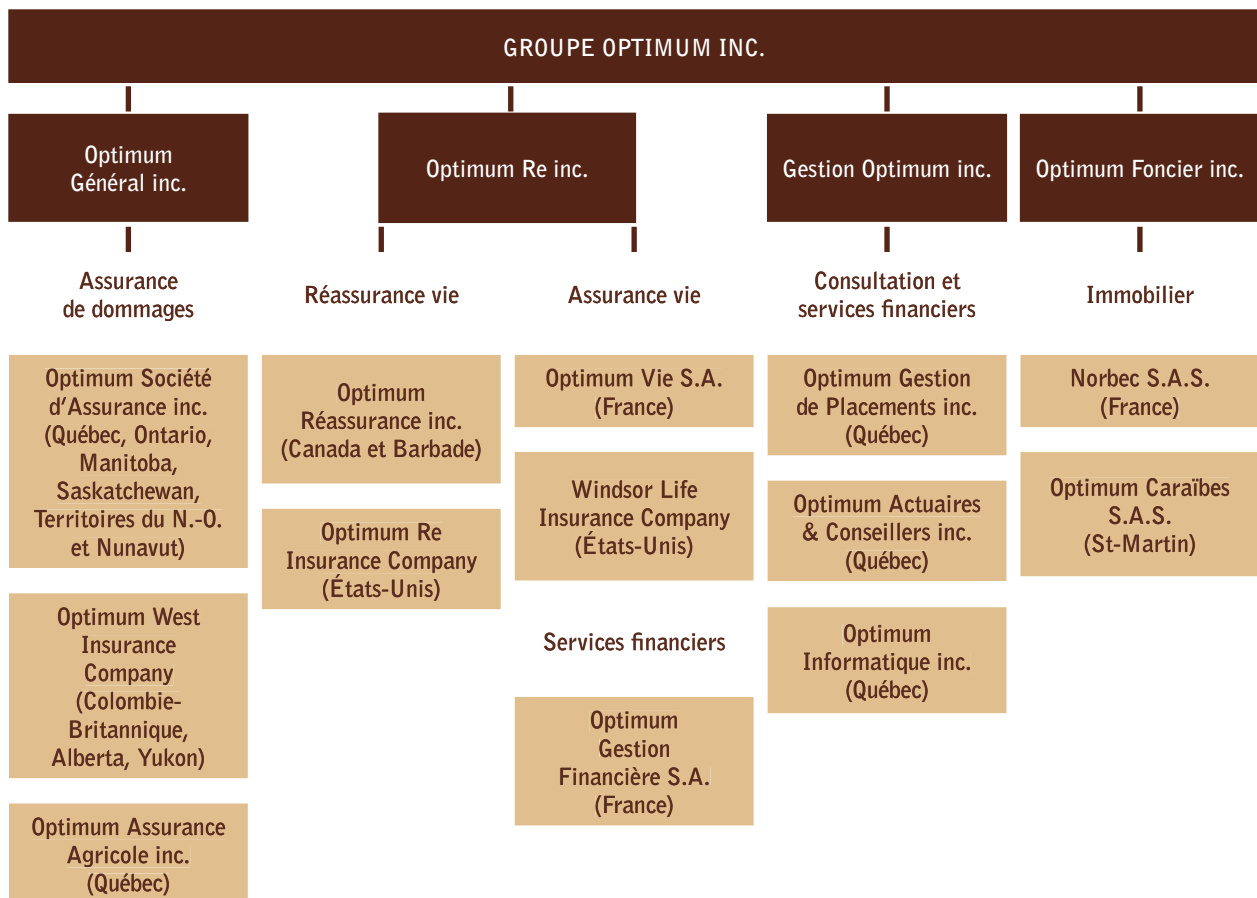 GROUPE OPTIMUM INC.
Optimum
Général inc.
Optimum Re inc.
Gestion Optimum inc.
Optimum Foncier inc.
Assurance
de dommages
Réassurance vie
Assurance vie
Consultation et
services financiers
Immobilier
Optimum Société
d'Assurance inc.
(Québec, Ontario,
Manitoba,
Saskatchewan,
Territoires du N.-O.
et Nunavut)
Optimum West
Insurance
Company
(Colombie-
Britannique,
Alberta, Yukon)
Optimum Assurance
Agricole inc.
(Québec)
Optimum
Réassurance inc.
(Canada et Barbade)
Optimum Re
Insurance Company
(États-Unis)
Optimum Vie S.A.
(France)
Windsor Life
Insurance Company
(États-Unis)
Services financiers
Optimum
Gestion
Financière S.A.
(France)
Optimum Gestion
de Placements inc.
(Québec)
Optimum Actuaires
& Conseillers inc.
(Québec)
Optimum
Informatique inc.
(Québec)
Norbec S.A.S.
(France)
Optimum Caraïbes
S.A.S.
(St-Martin)